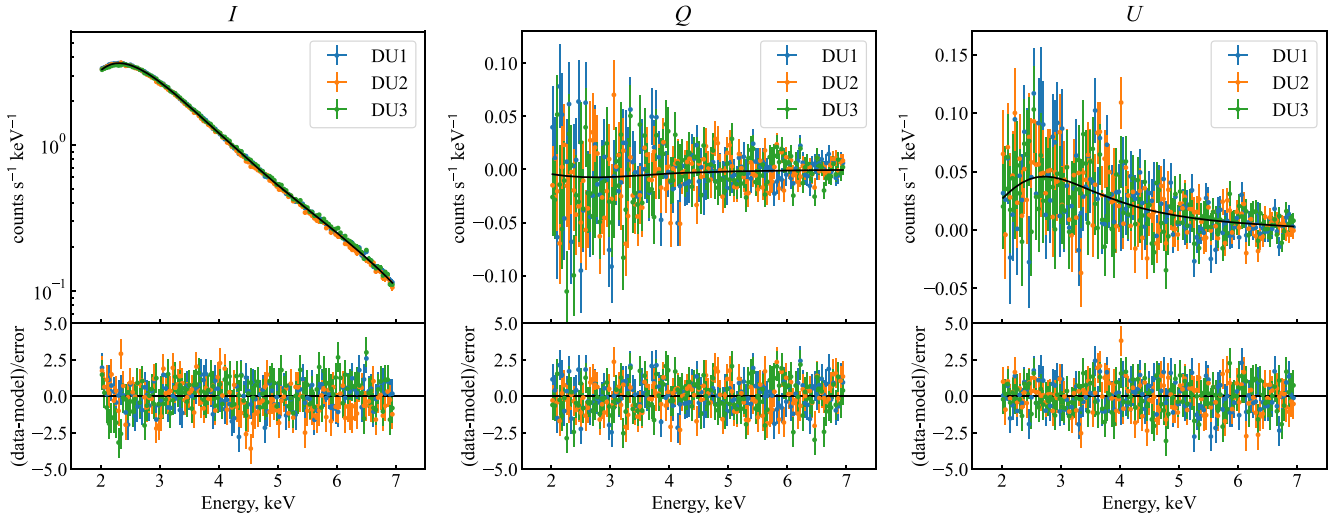 I
Q
U
DU1
DU2
DU3
DU1
DU2
DU3
DU1
DU2
DU3
counts s⁻¹ keV⁻¹
10⁰
10⁻¹
counts s⁻¹ keV⁻¹
0.10
0.05
0.00
−0.05
−0.10
counts s⁻¹ keV⁻¹
0.15
0.10
0.05
0.00
−0.05
(data-model)/error
5.0
2.5
0.0
−2.5
−5.0
2 3 4 5 6 7
Energy, keV
(data-model)/error
5.0
2.5
0.0
−2.5
−5.0
2 3 4 5 6 7
Energy, keV
(data-model)/error
5.0
2.5
0.0
−2.5
−5.0
2 3 4 5 6 7
Energy, keV